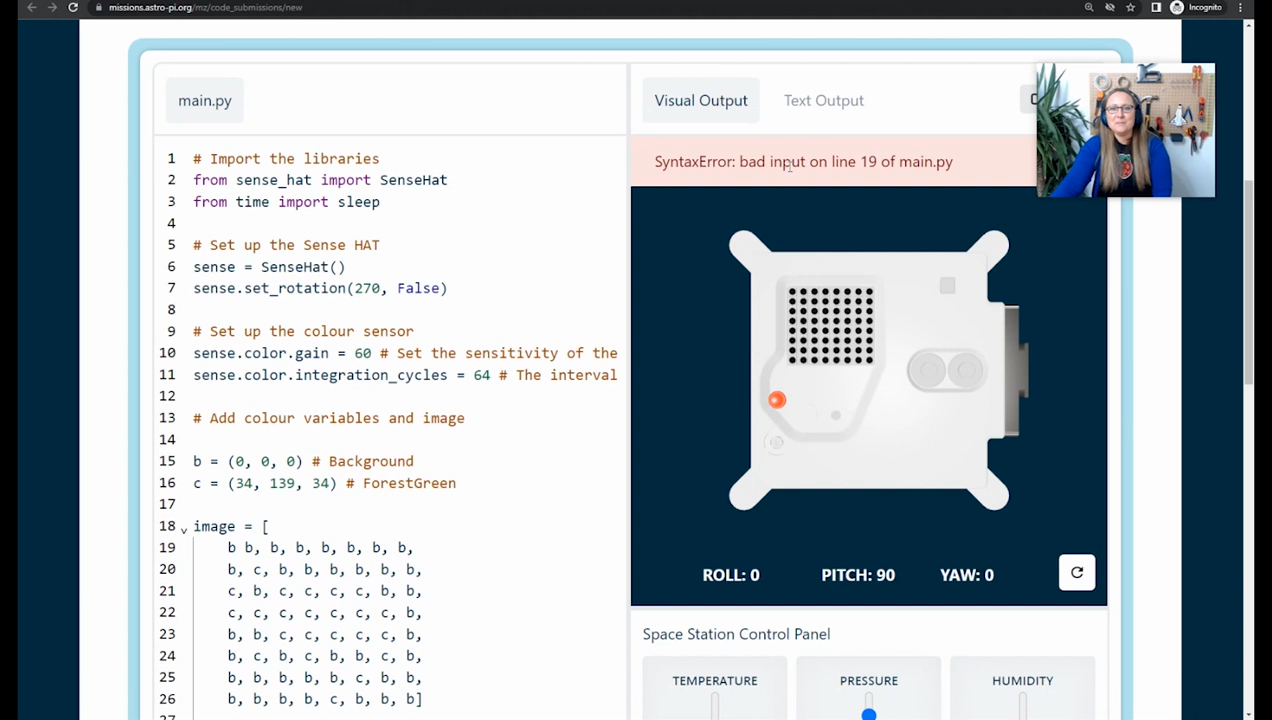 missions.astro-pi.org/mz/code_submissions/new
Incognito
main.py
Visual Output
Text Output
SyntaxError: bad input on line 19 of main.py
1 # Import the libraries
2 from sense_hat import SenseHat
3 from time import sleep
4
5 # Set up the Sense HAT
6 sense = SenseHat()
7 sense.set_rotation(270, False)
8
9 # Set up the colour sensor
10 sense.color.gain = 60 # Set the sensitivity of the
11 sense.color.integration_cycles = 64 # The interval
12
13 # Add colour variables and image
14
15 b = (0, 0, 0) # Background
16 c = (34, 139, 34) # ForestGreen
17
18 image = [
19 b b, b, b, b, b, b, b,
20 b, c, b, b, b, b, b, b,
21 c, b, c, c, c, c, b, b,
22 c, c, c, c, c, c, c, b,
23 b, b, c, c, c, c, c, b,
24 b, c, b, c, b, b, c, b,
25 b, b, b, b, b, c, b, b,
26 b, b, b, b, c, b, b, b]
ROLL: 0
PITCH: 90
YAW: 0
Space Station Control Panel
TEMPERATURE
PRESSURE
HUMIDITY